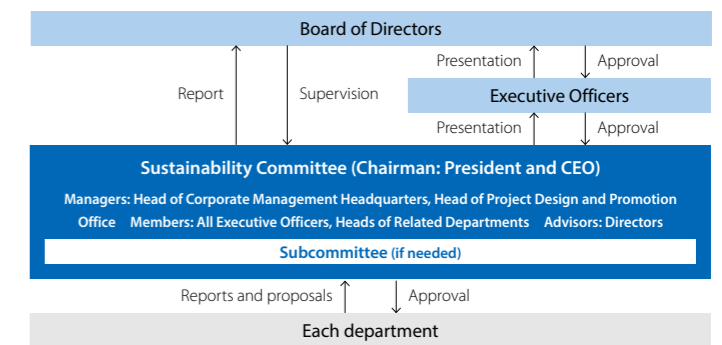 Board of Directors
Presentation
Approval
Report
Supervision
Executive Officers
Presentation
Approval
Sustainability Committee (Chairman: President and CEO)
Managers: Head of Corporate Management Headquarters, Head of Project Design and Promotion
Office Members: All Executive Officers, Heads of Related Departments Advisors: Directors
Subcommittee (if needed)
Reports and proposals
Approval
Each department